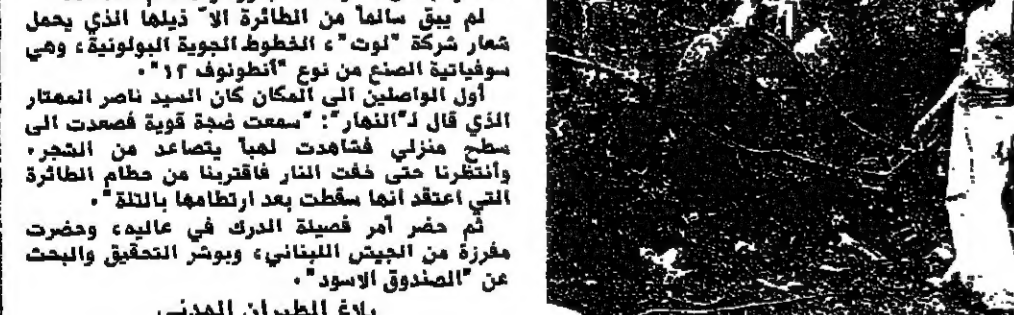 لم يبق سالماً من الطائرة الاّ ذيلها الذي يحمل
شعار شركة "لوت"، الخطوط الجوية البولونية، وهي
سوفياتية الصنع من نوع "أنطونوف ١٢".
أول الواصلين الى المكان كان السيد ناصر المهتار
الذي قال لـ"النهار": "سمعت ضجة قوية فصعدت الى
سطح منزلي فشاهدت لهباً يتصاعد من الشجر.
وأنتظرنا حتى خفت النار فاقتربنا من حطام الطائرة
التي اعتقد انها سقطت بعد ارتطامها بالتلة".
ثم حضر آمر فصيلة الدرك في عاليه، وحضرت
مفرزة من الجيش اللبناني، وبوشر التحقيق والبحث
عن "الصندوق الاسود".
بلاغ الطيران المدني